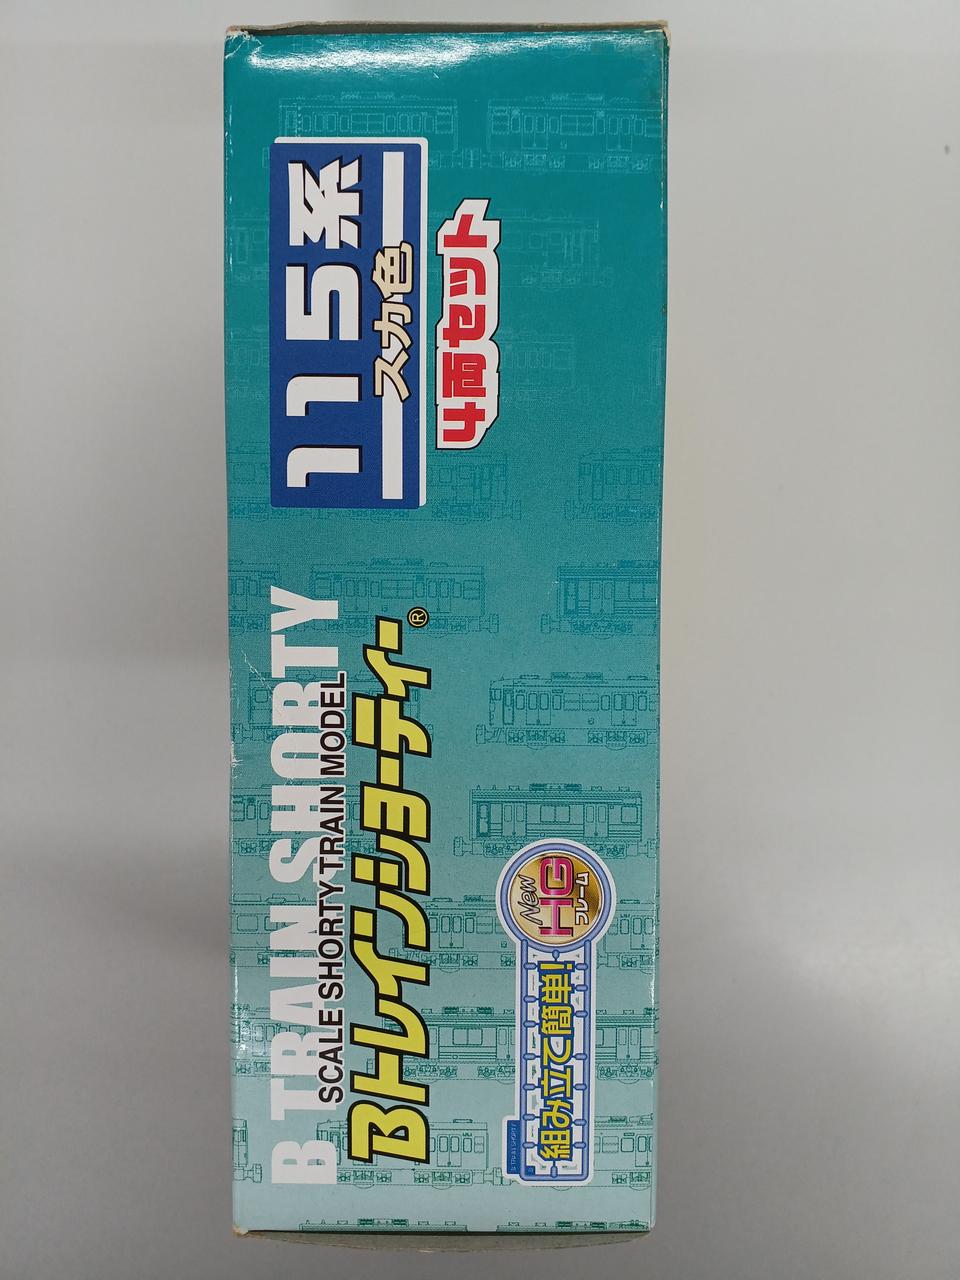 B TRAIN SHORTY
SCALE SHORTY TRAIN MODEL
Bトレインショーティー®
115系
スカ色
4両セット
New
HG
フレーム
組み立て簡単!